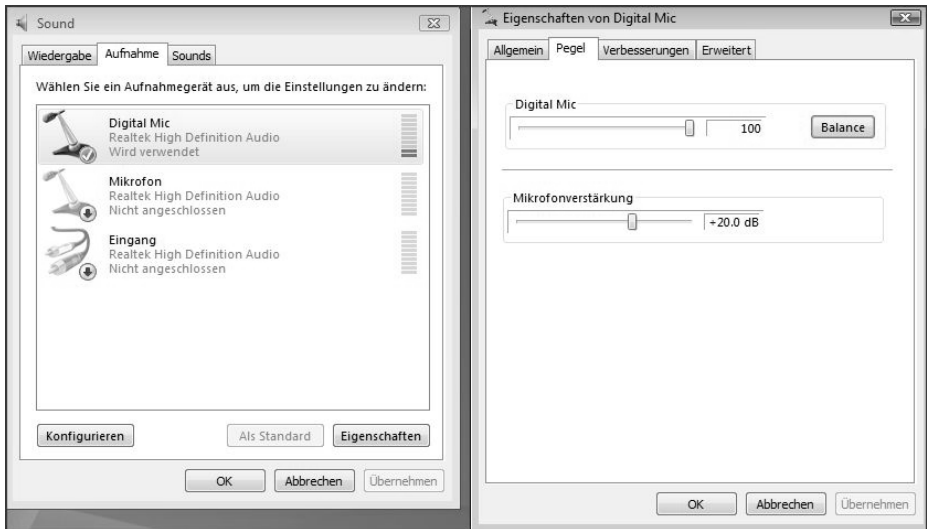 Sound
Wiedergabe Aufnahme Sounds
Wählen Sie ein Aufnahmegerät aus, um die Einstellungen zu ändern:
Digital Mic
Realtek High Definition Audio
Wird verwendet
Mikrofon
Realtek High Definition Audio
Nicht angeschlossen
Eingang
Realtek High Definition Audio
Nicht angeschlossen
Konfigurieren Als Standard Eigenschaften
OK Abbrechen Übernehmen
Eigenschaften von Digital Mic
Allgemein Pegel Verbesserungen Erweitert
Digital Mic
100 Balance
Mikrofonverstärkung
+20.0 dB
OK Abbrechen Übernehmen